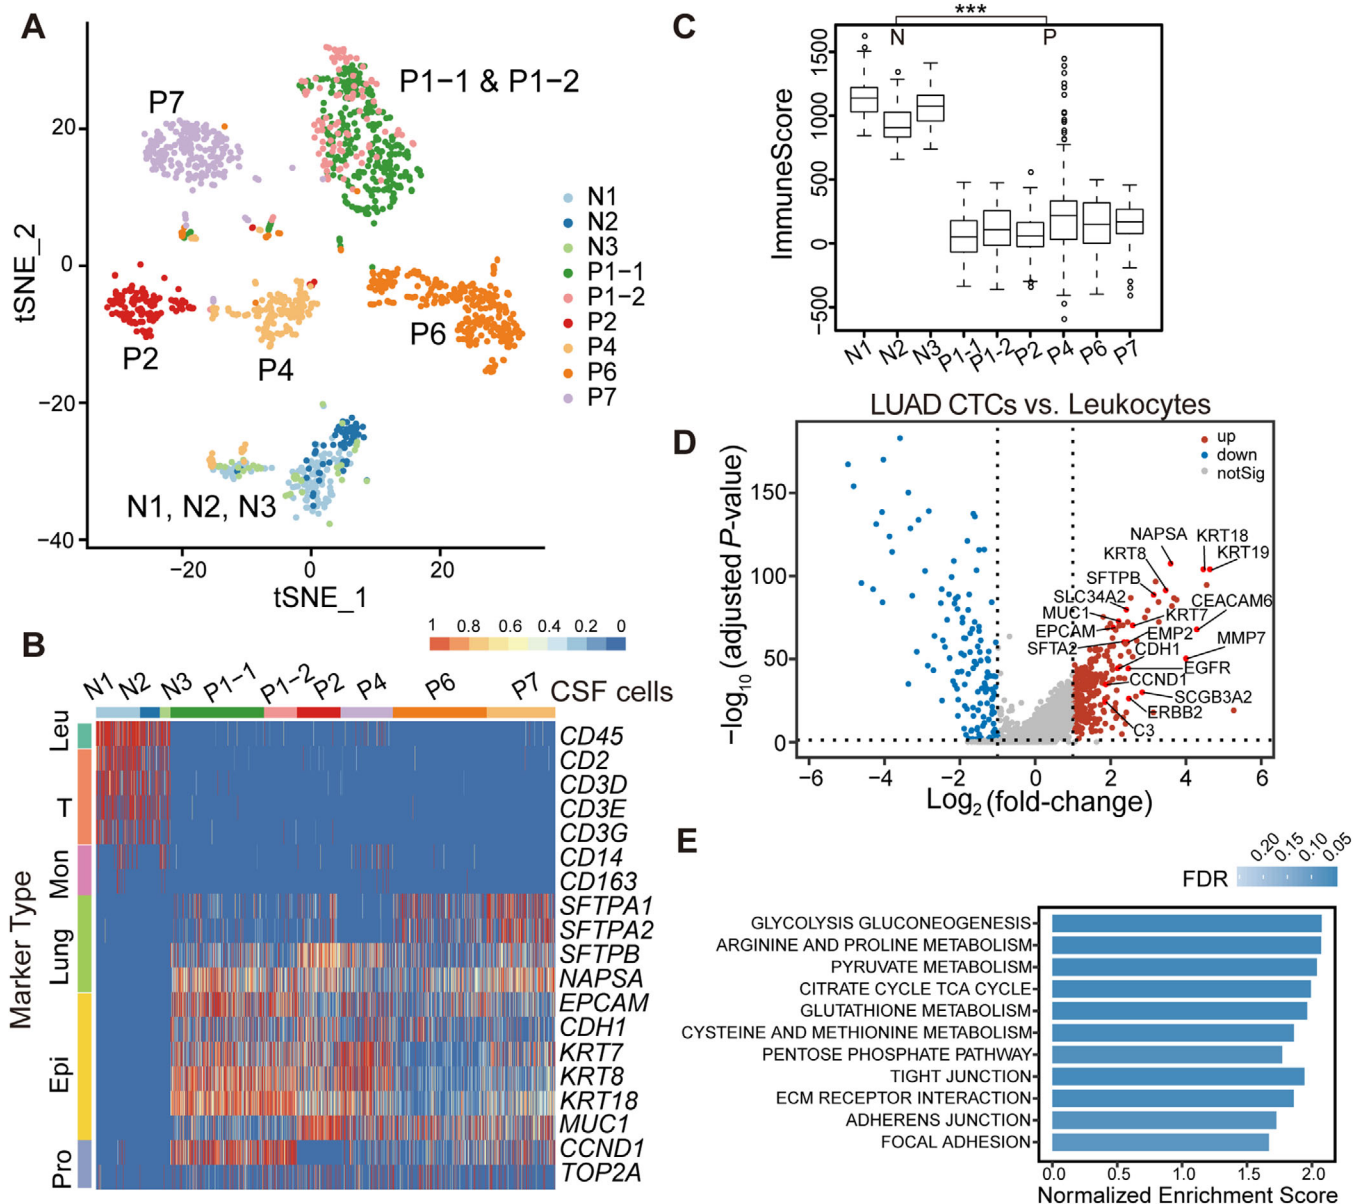 A
P7
P1−1 & P1−2
P2
P4
P6
N1, N2, N3
20
0
−20
−40
−20
0
20
tSNE_2
tSNE_1
N1
N2
N3
P1−1
P1−2
P2
P4
P6
P7
C
***
N
P
ImmuneScore
1500
1000
500
0
−500
N1
N2
N3
P1-1
P1-2
P2
P4
P6
P7
B
1 0.8 0.6 0.4 0.2 0
N1 N2 N3 P1−1 P1−2 P2 P4 P6 P7 CSF cells
Marker Type
Leu
T
Mon
Lung
Epi
Pro
CD45
CD2
CD3D
CD3E
CD3G
CD14
CD163
SFTPA1
SFTPA2
SFTPB
NAPSA
EPCAM
CDH1
KRT7
KRT8
KRT18
MUC1
CCND1
TOP2A
D
LUAD CTCs vs. Leukocytes
up
down
notSig
−log10 (adjusted P-value)
150
100
50
0
NAPSA
KRT18
KRT8
KRT19
SFTPB
SLC34A2
CEACAM6
MUC1
KRT7
EPCAM
EMP2
MMP7
SFTA2
CDH1
EGFR
CCND1
SCGB3A2
ERBB2
C3
−6 −4 −2 0 2 4 6
Log2 (fold-change)
E
FDR
0.20 0.15 0.10 0.05
GLYCOLYSIS GLUCONEOGENESIS
ARGININE AND PROLINE METABOLISM
PYRUVATE METABOLISM
CITRATE CYCLE TCA CYCLE
GLUTATHIONE METABOLISM
CYSTEINE AND METHIONINE METABOLISM
PENTOSE PHOSPHATE PATHWAY
TIGHT JUNCTION
ECM RECEPTOR INTERACTION
ADHERENS JUNCTION
FOCAL ADHESION
0.0 0.5 1.0 1.5 2.0
Normalized Enrichment Score